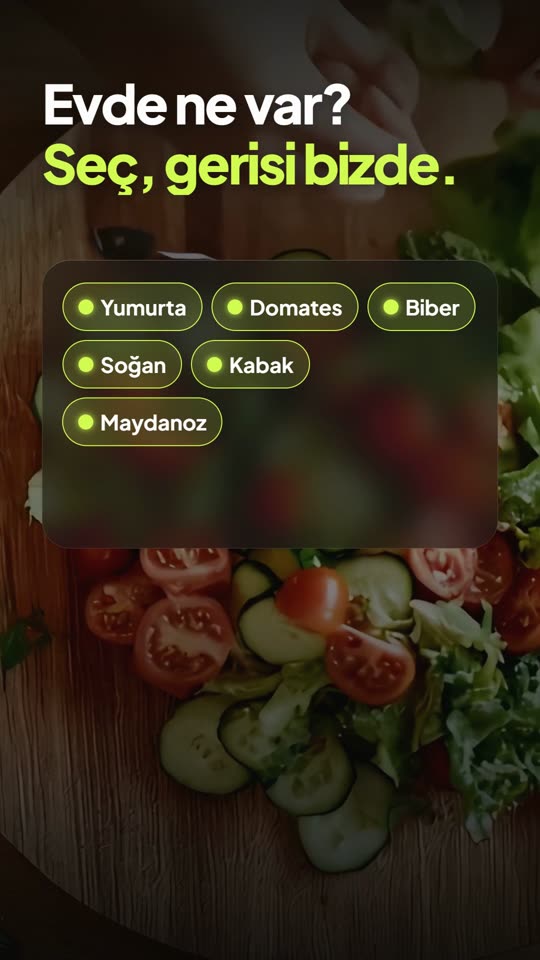 Evde ne var?
Seç, gerisi bizde.
Yumurta Domates Biber
Soğan Kabak
Maydanoz